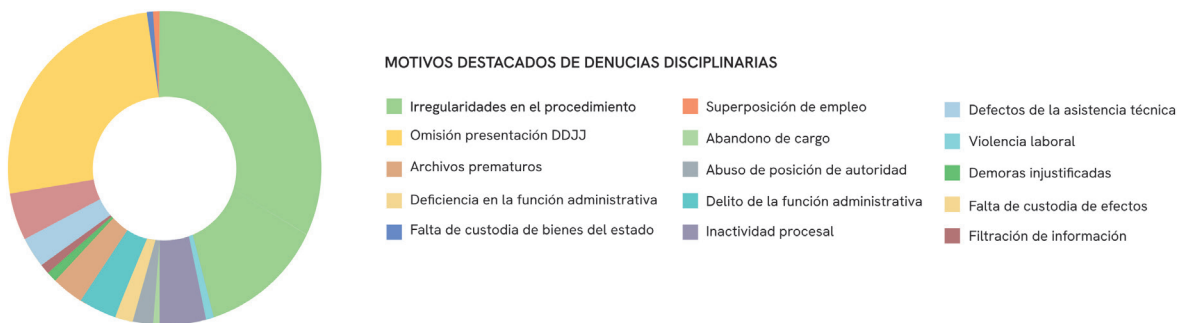 MOTIVOS DESTACADOS DE DENUCIAS DISCIPLINARIAS
Irregularidades en el procedimiento
Omisión presentación DDJJ
Archivos prematuros
Deficiencia en la función administrativa
Falta de custodia de bienes del estado
Superposición de empleo
Abandono de cargo
Abuso de posición de autoridad
Delito de la función administrativa
Inactividad procesal
Defectos de la asistencia técnica
Violencia laboral
Demoras injustificadas
Falta de custodia de efectos
Filtración de información